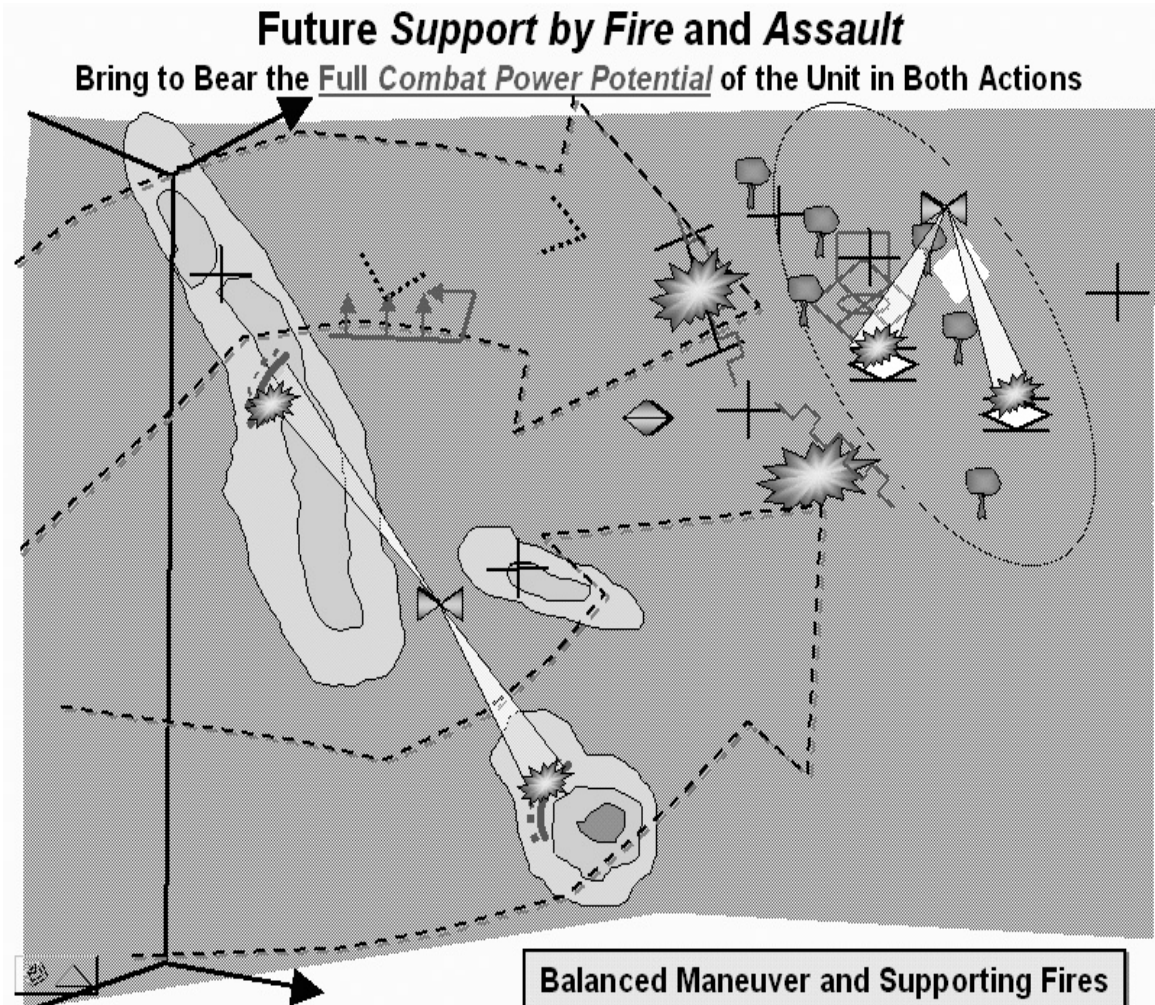 Future Support by Fire and Assault
Bring to Bear the Full Combat Power Potential of the Unit in Both Actions
Balanced Maneuver and Supporting Fires